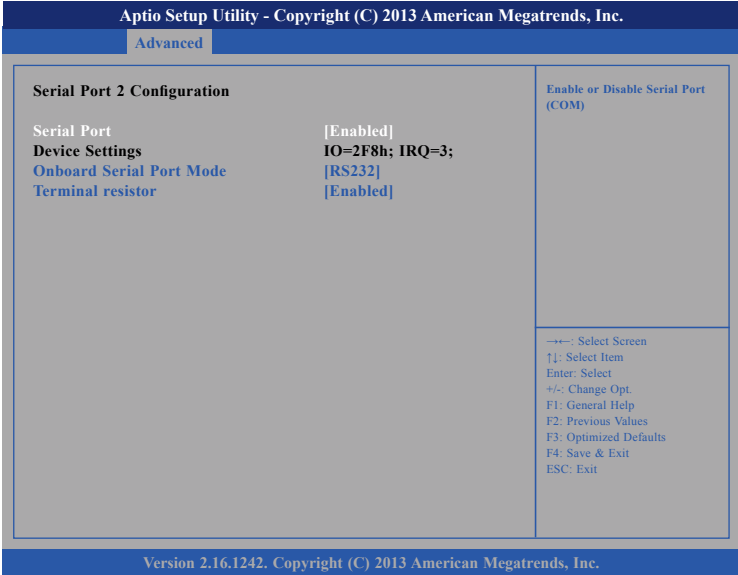 Aptio Setup Utility - Copyright (C) 2013 American Megatrends, Inc.
Advanced
Serial Port 2 Configuration
Serial Port [Enabled]
Device Settings IO=2F8h; IRQ=3;
Onboard Serial Port Mode [RS232]
Terminal resistor [Enabled]
Enable or Disable Serial Port
(COM)
→←: Select Screen
↑↓: Select Item
Enter: Select
+/-: Change Opt.
F1: General Help
F2: Previous Values
F3: Optimized Defaults
F4: Save & Exit
ESC: Exit
Version 2.16.1242. Copyright (C) 2013 American Megatrends, Inc.